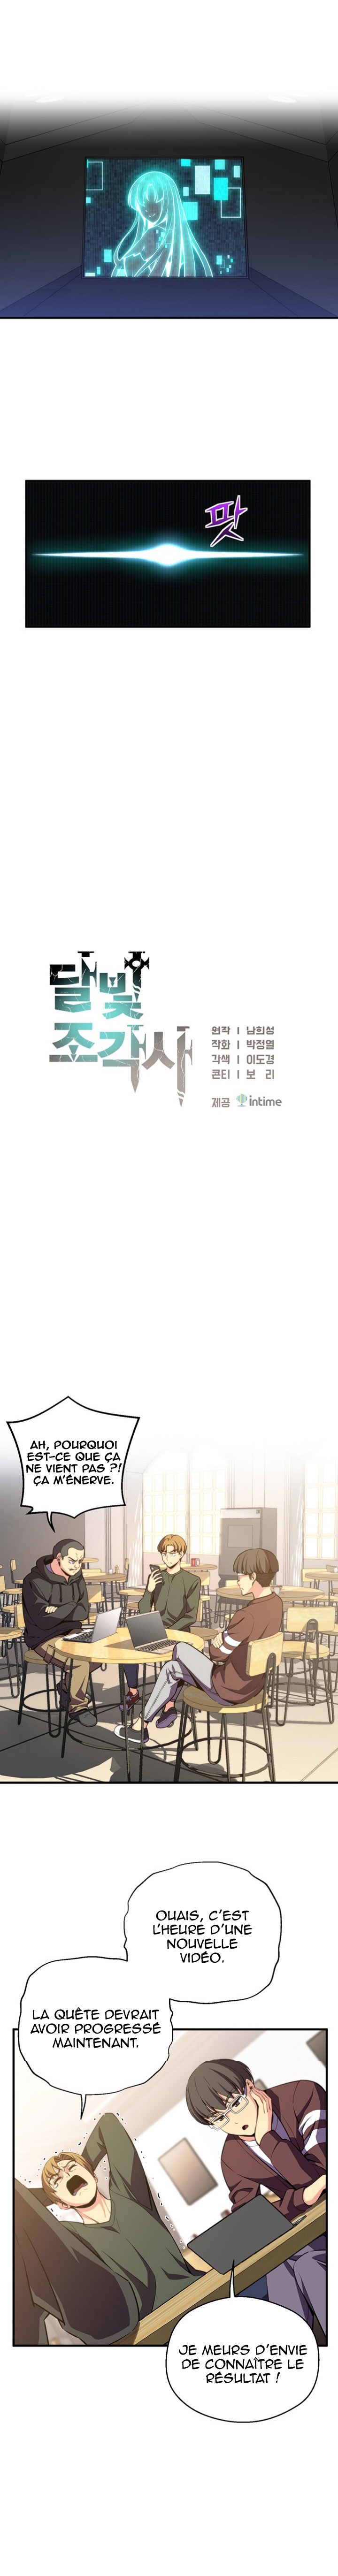 팟
달빛
조각사
원작 I 남희성
작화 I 박정열
각색 I 이도경
콘티 I 보 리
제공 intime
AH, POURQUOI
EST-CE QUE ÇA
NE VIENT PAS ?!
ÇA M'ÉNERVE.
OUAIS, C'EST
L'HEURE D'UNE
NOUVELLE
VIDÉO.
LA QUÊTE DEVRAIT
AVOIR PROGRESSÉ
MAINTENANT.
JE MEURS D'ENVIE
DE CONNAÎTRE LE
RÉSULTAT !